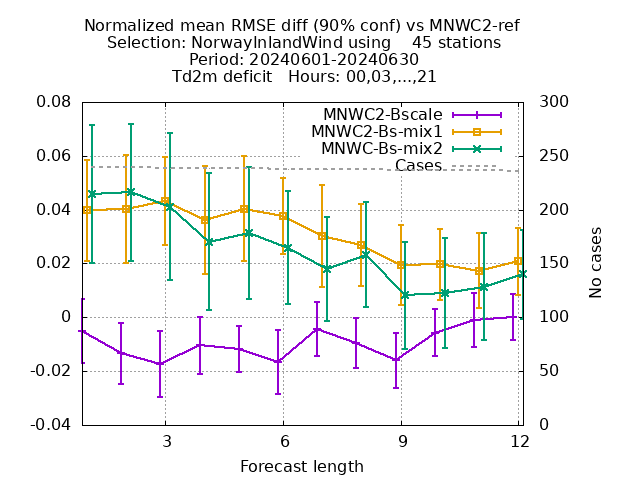 Normalized mean RMSE diff (90% conf) vs MNWC2-ref
Selection: NorwayInlandWind using    45 stations
Period: 20240601-20240630
Td2m deficit   Hours: 00,03,...,21
MNWC2-Bscale
MNWC2-Bs-mix1
MNWC-Bs-mix2
Cases
0.08
0.06
0.04
0.02
0
-0.02
-0.04
300
250
200
150
100
50
0
No cases
3
6
9
12
Forecast length